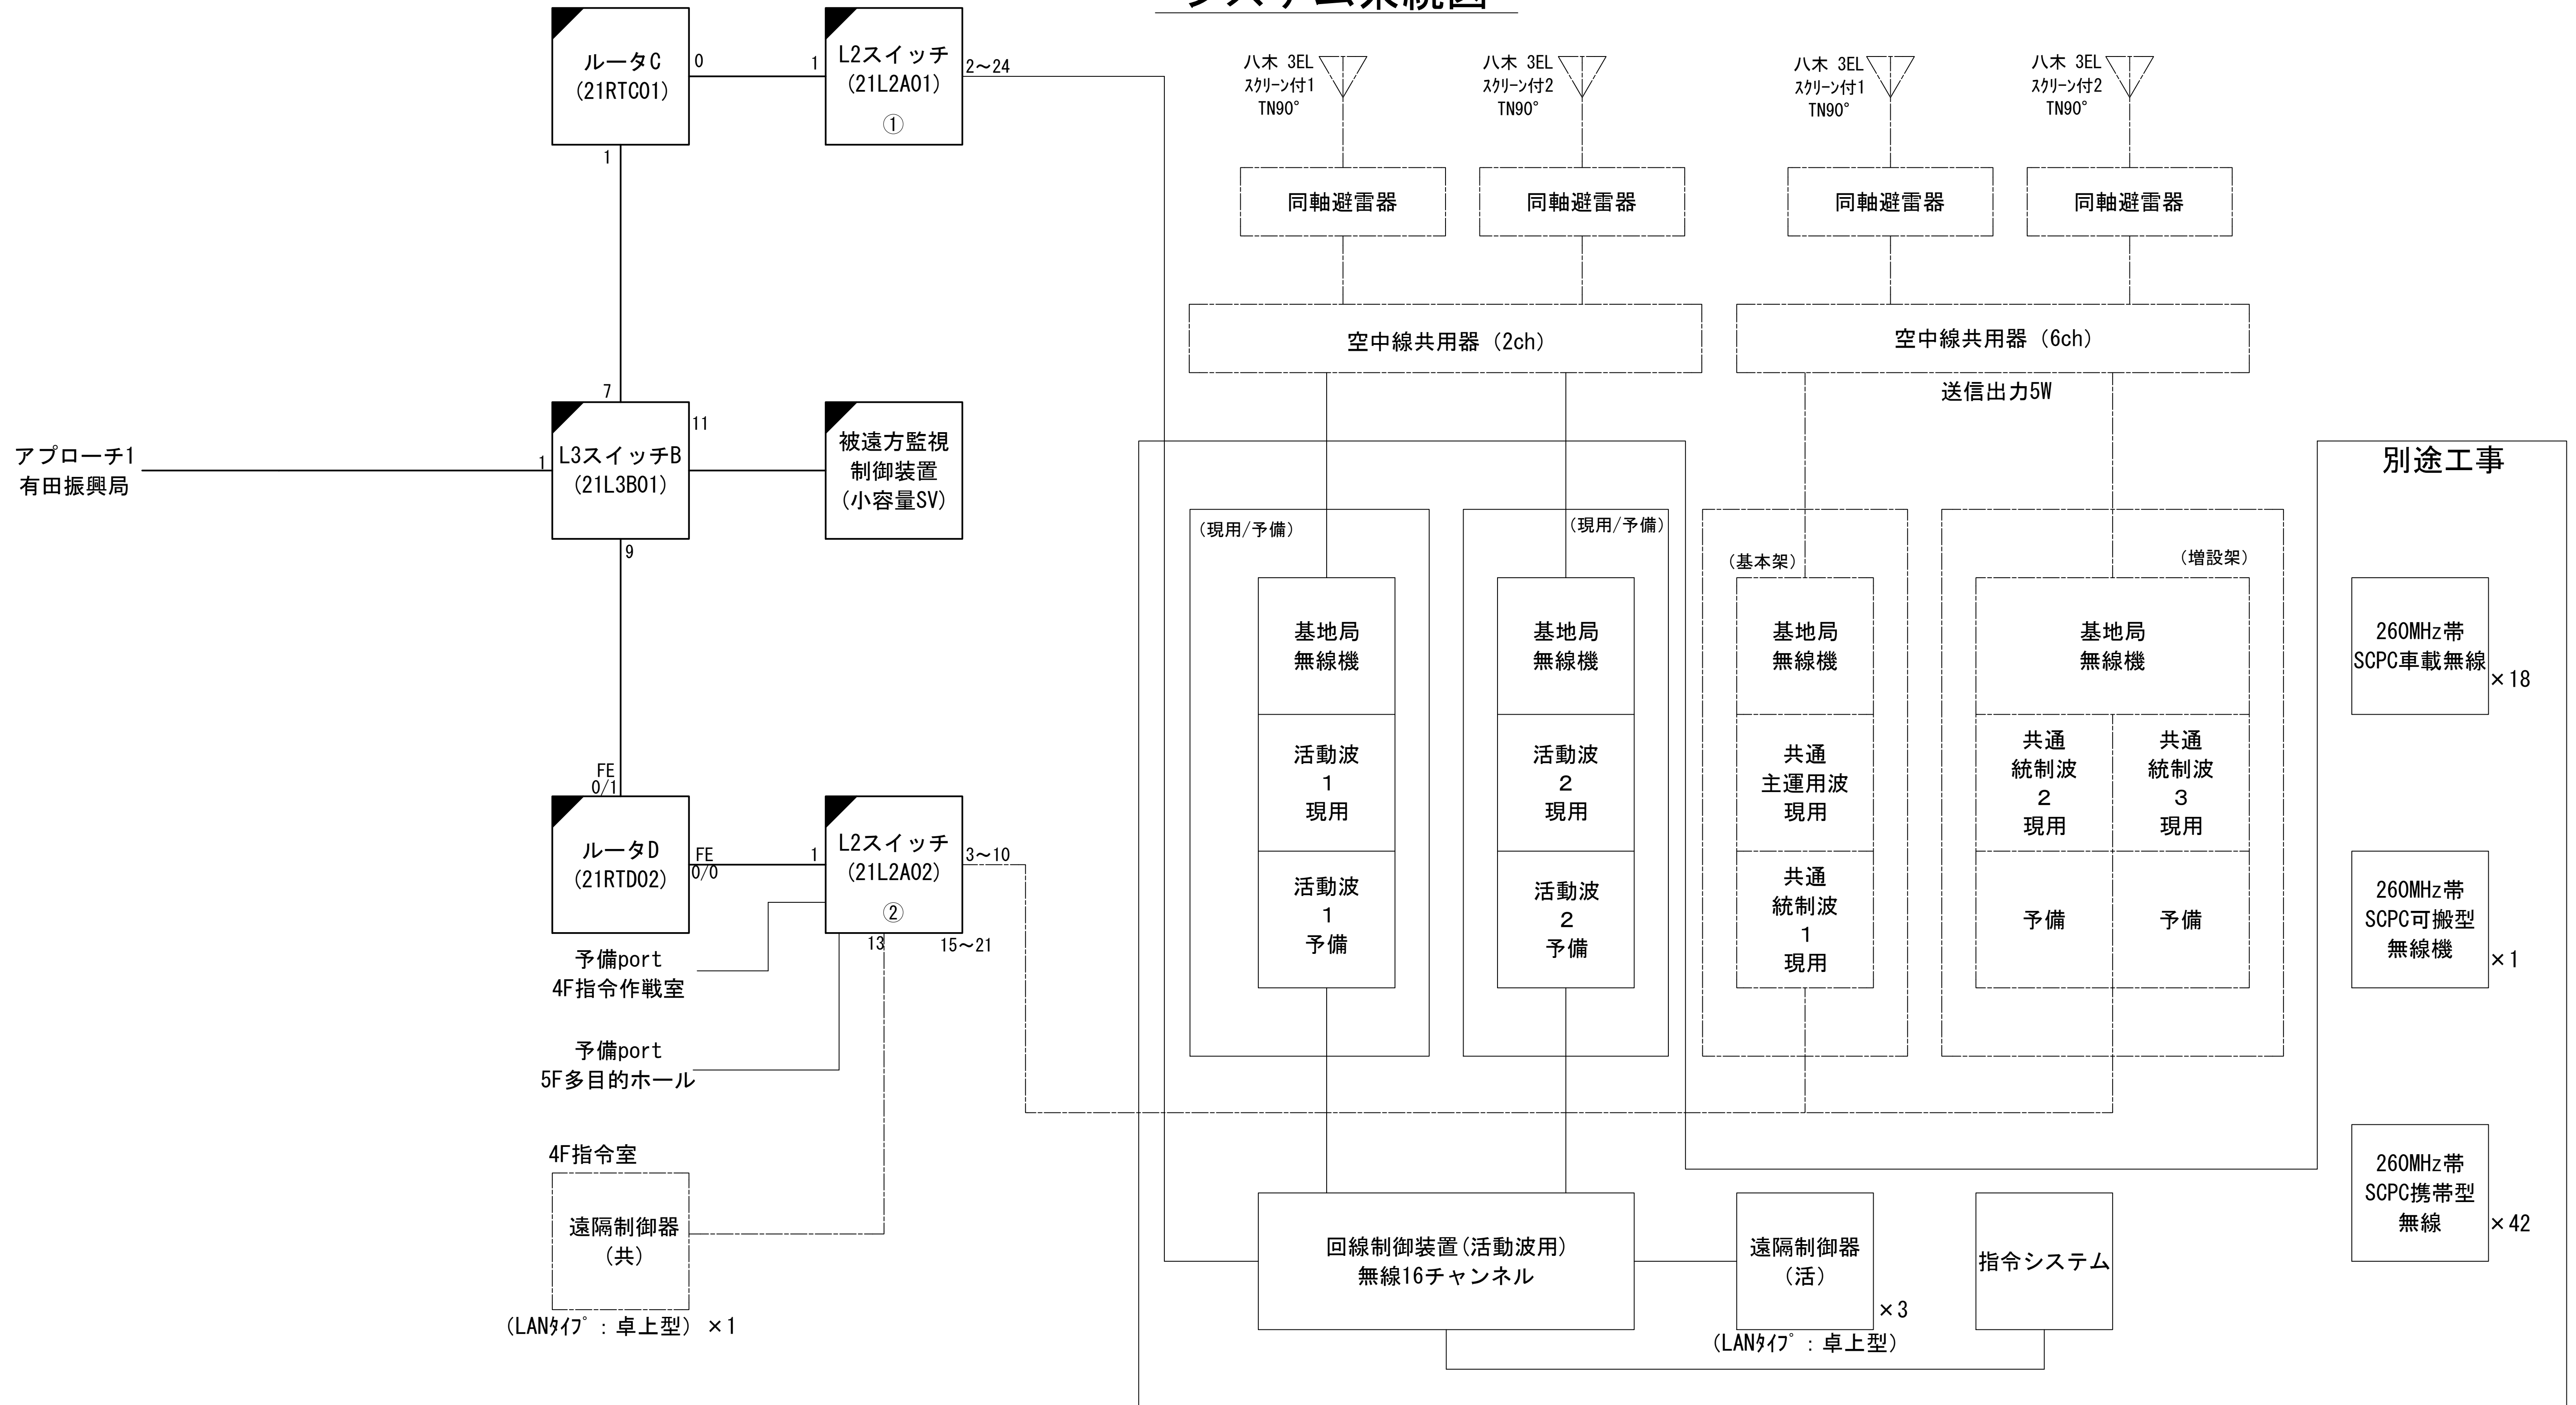 システム系統図
ルータC
(21RTC01)
0
1
1
L2スイッチ
(21L2A01)
①
2～24
八木 3EL
スクリーン付1
TN90°
八木 3EL
スクリーン付2
TN90°
八木 3EL
スクリーン付1
TN90°
八木 3EL
スクリーン付2
TN90°
同軸避雷器
同軸避雷器
同軸避雷器
同軸避雷器
空中線共用器（2ch）
空中線共用器（6ch）
送信出力5W
アプローチ1
有田振興局
1
7
L3スイッチB
(21L3B01)
11
9
被遠方監視
制御装置
(小容量SV)
別途工事
（現用/予備）
基地局
無線機
活動波
1
現用
活動波
1
予備
（現用/予備）
基地局
無線機
活動波
2
現用
活動波
2
予備
（基本架）
基地局
無線機
共通
主運用波
現用
共通
統制波
1
現用
（増設架）
基地局
無線機
共通
統制波
2
現用
共通
統制波
3
現用
予備
予備
260MHz帯
SCPC車載無線
×18
260MHz帯
SCPC可搬型
無線機
×1
260MHz帯
SCPC携帯型
無線
×42
FE
0/1
ルータD
(21RTD02)
FE
0/0
1
L2スイッチ
(21L2A02)
②
3～10
13
15～21
予備port
4F指令作戦室
予備port
5F多目的ホール
4F指令室
遠隔制御器
(共)
（LANﾀｲﾌﾟ：卓上型）×1
回線制御装置(活動波用)
無線16チャンネル
遠隔制御器
（活）
×3
（LANﾀｲﾌﾟ：卓上型）
指令システム